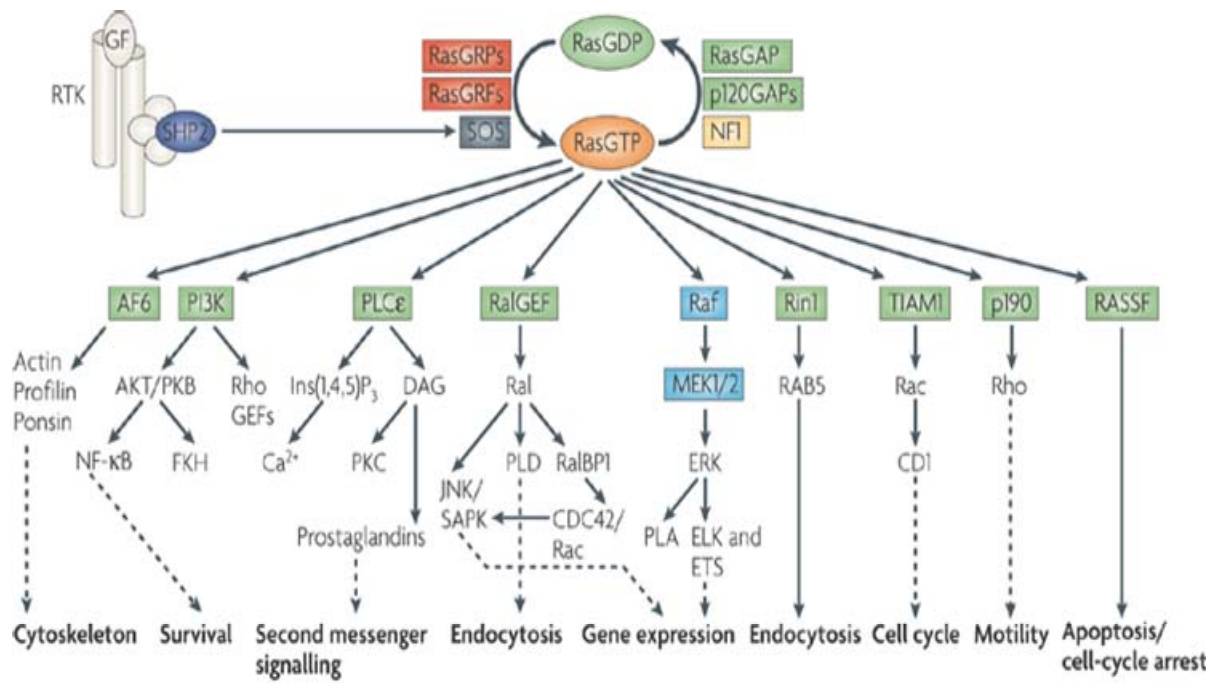 GF
RTK
SHP2
RasGRPs
RasGRFs
SOS
RasGDP
RasGTP
RasGAP
p120GAPs
NF1
AF6
PI3K
PLCε
RalGEF
Raf
Rin1
TIAM1
p190
RASSF
Actin
Profilin
Ponsin
AKT/PKB
Rho
GEFs
Ins(1,4,5)P₃
DAG
Ral
MEK1/2
RAB5
Rac
Rho
NF-κB
FKH
Ca²⁺
PKC
PLD
RalBP1
ERK
CD1
JNK/
SAPK
Prostaglandins
CDC42/
Rac
PLA
ELK and
ETS
Cytoskeleton
Survival
Second messenger
signalling
Endocytosis
Gene expression
Endocytosis
Cell cycle
Motility
Apoptosis/
cell-cycle arrest